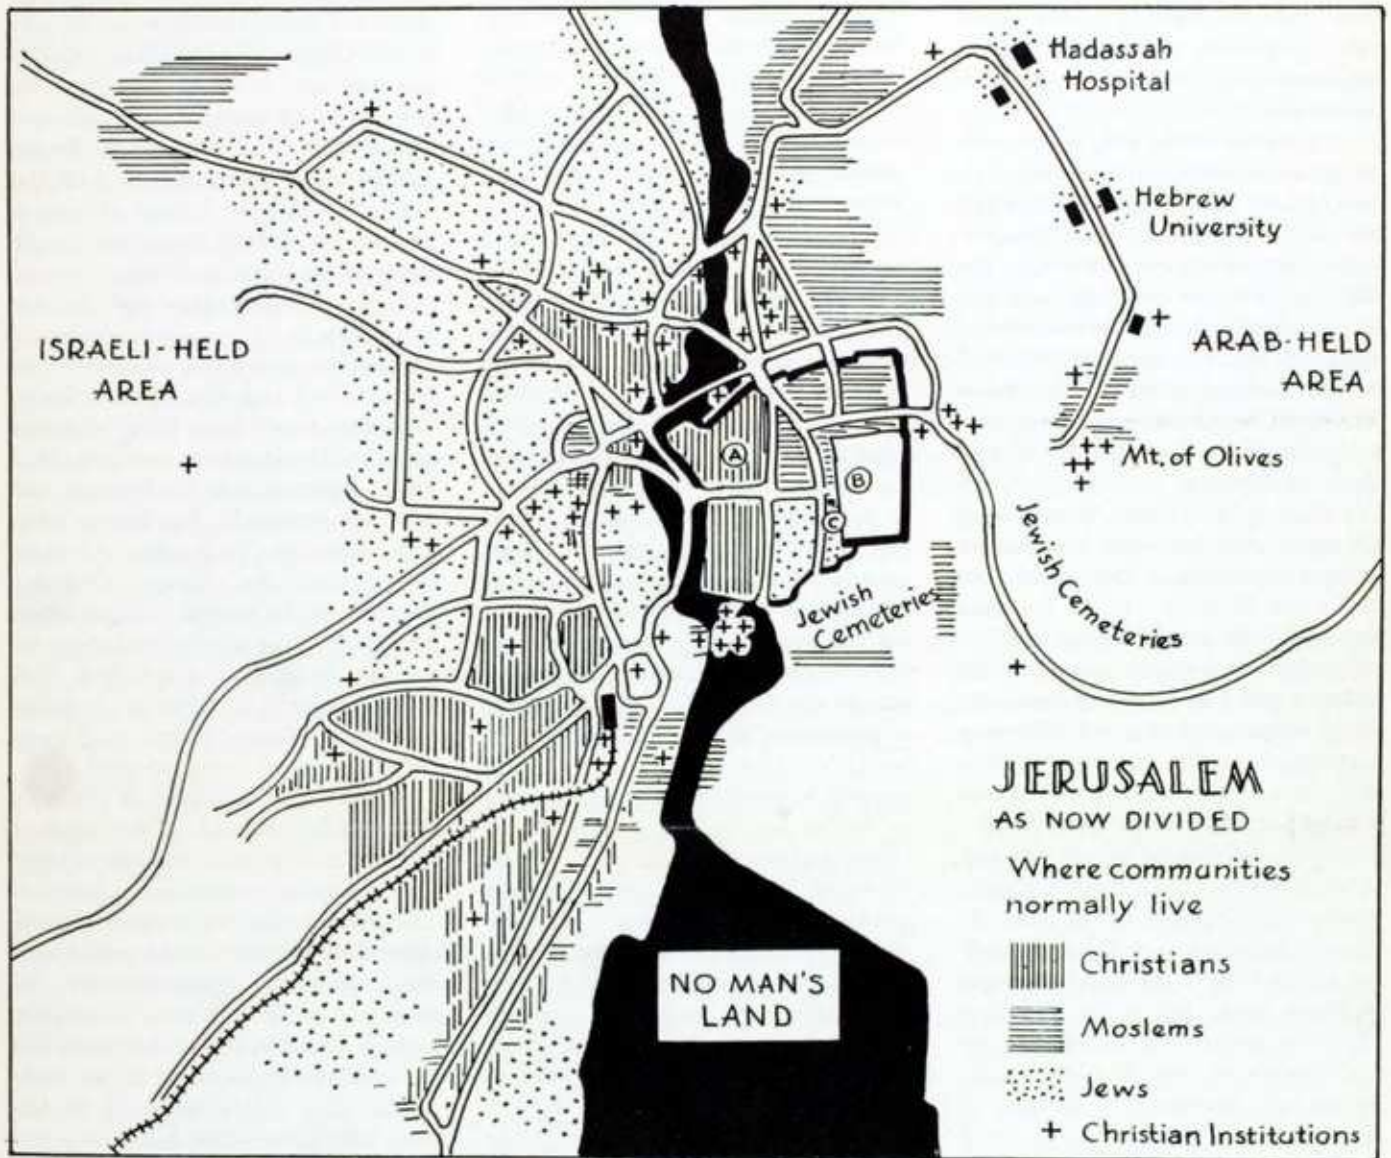 Hadassah
Hospital
Hebrew
University
ISRAELI-HELD
AREA
ARAB-HELD
AREA
Mt. of Olives
A
B
C
Jewish
Cemeteries
Jewish Cemeteries
JERUSALEM
AS NOW DIVIDED
Where communities
normally live
Christians
Moslems
Jews
+ Christian Institutions
NO MAN'S
LAND